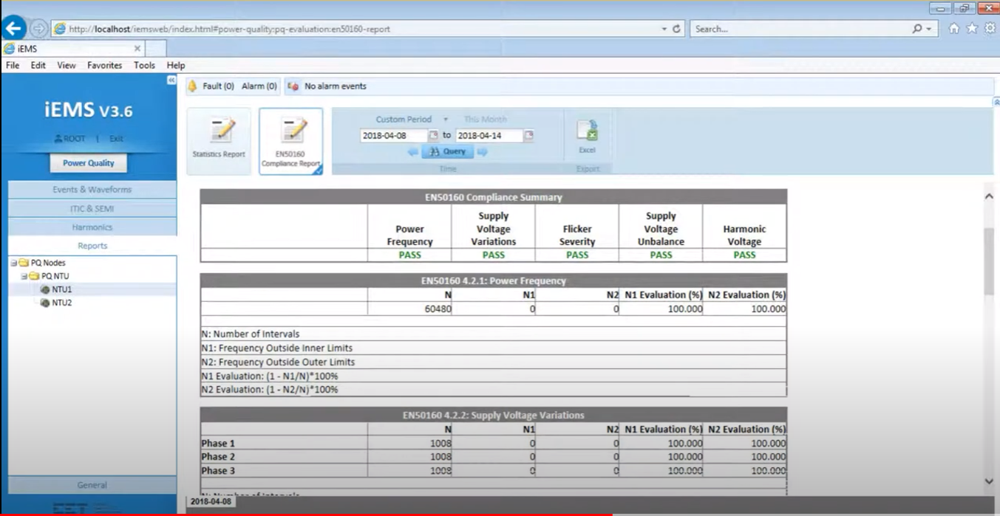 http://localhost/iemsweb/index.html#power-quality:pq-evaluation:en50160-report
Search...
iEMS
File Edit View Favorites Tools Help
Fault (0) Alarm (0) No alarm events
iEMS V3.6
ROOT | Exit
Power Quality
Events & Waveforms
ITIC & SEMI
Harmonics
Reports
PQ Nodes
PQ NTU
NTU1
NTU2
General
Statistics Report
EN50160
Compliance Report
Custom Period This Month
2018-04-08 to 2018-04-14
Query
Time
Excel
Export
EN50160 Compliance Summary
Power Frequency Supply Voltage Variations Flicker Severity Supply Voltage Unbalance Harmonic Voltage
PASS PASS PASS PASS PASS
EN50160 4.2.1: Power Frequency
N N1 N2 N1 Evaluation (%) N2 Evaluation (%)
60480 0 0 100.000 100.000
N: Number of Intervals
N1: Frequency Outside Inner Limits
N2: Frequency Outside Outer Limits
N1 Evaluation: (1 - N1/N)*100%
N2 Evaluation: (1 - N2/N)*100%
EN50160 4.2.2: Supply Voltage Variations
N N1 N2 N1 Evaluation (%) N2 Evaluation (%)
Phase 1 1008 0 0 100.000 100.000
Phase 2 1008 0 0 100.000 100.000
Phase 3 1008 0 0 100.000 100.000
2018-04-08